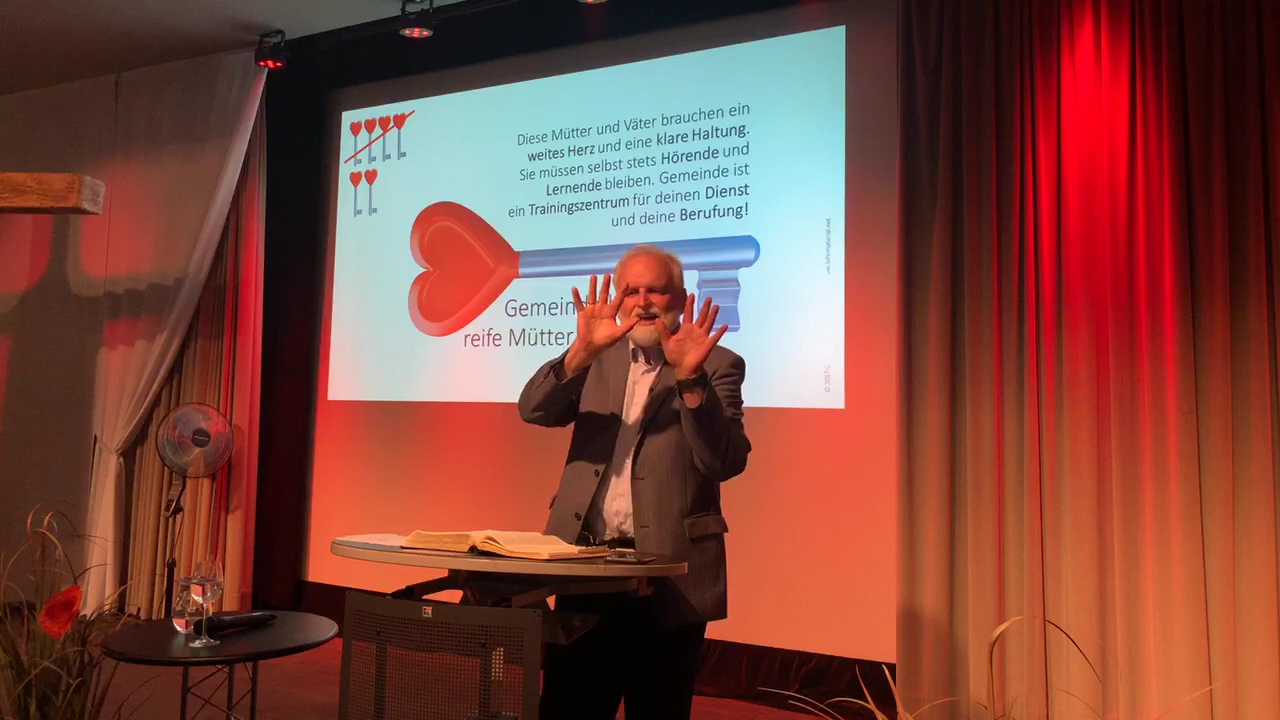 Diese Mütter und Väter brauchen ein
weites Herz und eine klare Haltung.
Sie müssen selbst stets Hörende und
Lernende bleiben. Gemeinde ist
ein Trainingszentrum für deinen Dienst
und deine Berufung!
reife Mütter
© 2017